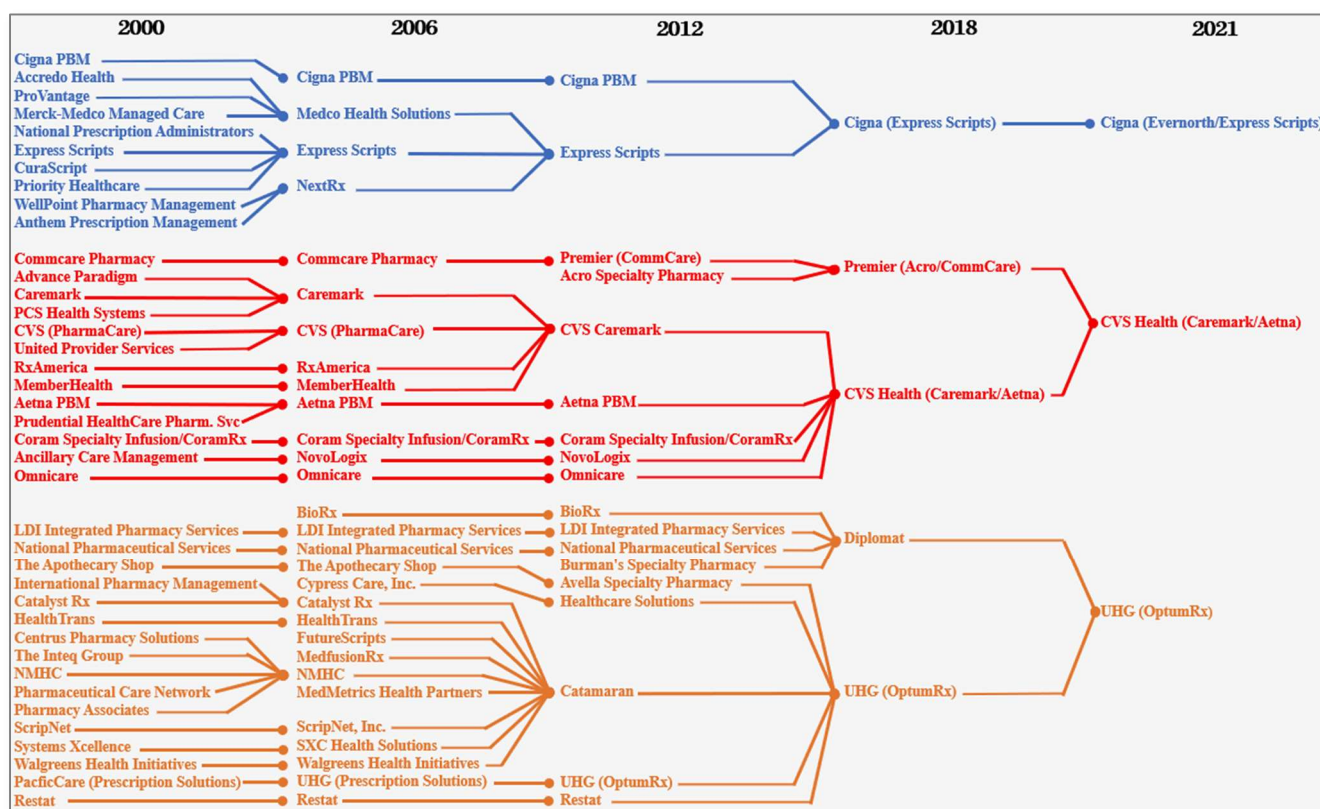 2000 2006 2012 2018 2021
Cigna PBM
Accredo Health
ProVantage
Merck-Medco Managed Care
National Prescription Administrators
Express Scripts
CuraScript
Priority Healthcare
WellPoint Pharmacy Management
Anthem Prescription Management
Cigna PBM
Medco Health Solutions
Express Scripts
NextRx
Cigna PBM
Express Scripts
Cigna (Express Scripts)
Cigna (Evernorth/Express Scripts)
Commcare Pharmacy
Advance Paradigm
Caremark
PCS Health Systems
CVS (PharmaCare)
United Provider Services
RxAmerica
MemberHealth
Aetna PBM
Prudential HealthCare Pharm. Svc
Coram Specialty Infusion/CoramRx
Ancillary Care Management
Omnicare
Commcare Pharmacy
Caremark
CVS (PharmaCare)
RxAmerica
MemberHealth
Aetna PBM
Coram Specialty Infusion/CoramRx
NovoLogix
Omnicare
Premier (CommCare)
Acro Specialty Pharmacy
CVS Caremark
Aetna PBM
Coram Specialty Infusion/CoramRx
NovoLogix
Omnicare
Premier (Acro/CommCare)
CVS Health (Caremark/Aetna)
CVS Health (Caremark/Aetna)
LDI Integrated Pharmacy Services
National Pharmaceutical Services
The Apothecary Shop
International Pharmacy Management
Catalyst Rx
HealthTrans
Centrus Pharmacy Solutions
The Inteq Group
NMHC
Pharmaceutical Care Network
Pharmacy Associates
ScripNet
Systems Xcellence
Walgreens Health Initiatives
PacficCare (Prescription Solutions)
Restat
BioRx
LDI Integrated Pharmacy Services
National Pharmaceutical Services
The Apothecary Shop
Cypress Care, Inc.
Catalyst Rx
HealthTrans
FutureScripts
MedfusionRx
NMHC
MedMetrics Health Partners
ScripNet, Inc.
SXC Health Solutions
Walgreens Health Initiatives
UHG (Prescription Solutions)
Restat
BioRx
LDI Integrated Pharmacy Services
National Pharmaceutical Services
Burman's Specialty Pharmacy
Avella Specialty Pharmacy
Healthcare Solutions
Catamaran
UHG (OptumRx)
Restat
Diplomat
UHG (OptumRx)
UHG (OptumRx)